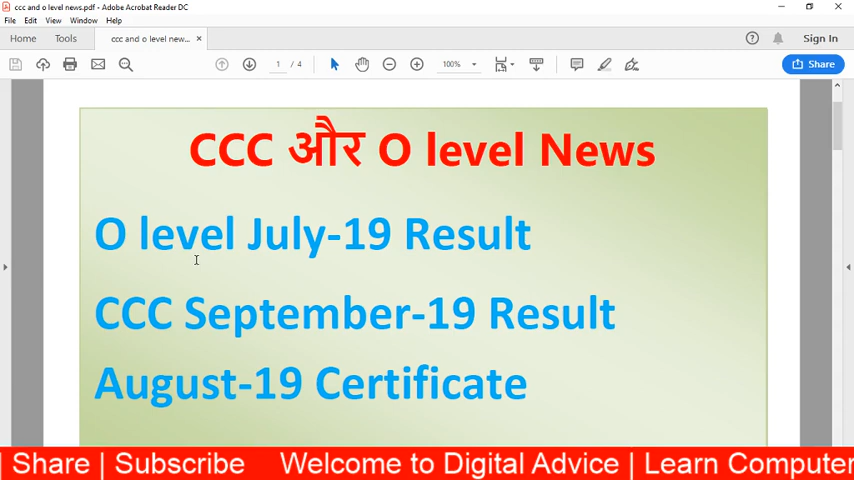 ccc and o level news.pdf - Adobe Acrobat Reader DC
File Edit View Window Help
Home Tools ccc and o level new... × Sign In
1 / 4 100% Share
CCC और O level News
O level July-19 Result
CCC September-19 Result
August-19 Certificate
| Share | Subscribe Welcome to Digital Advice | Learn Computer